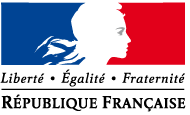 Liberté • Égalité • Fraternité
RÉPUBLIQUE FRANÇAISE